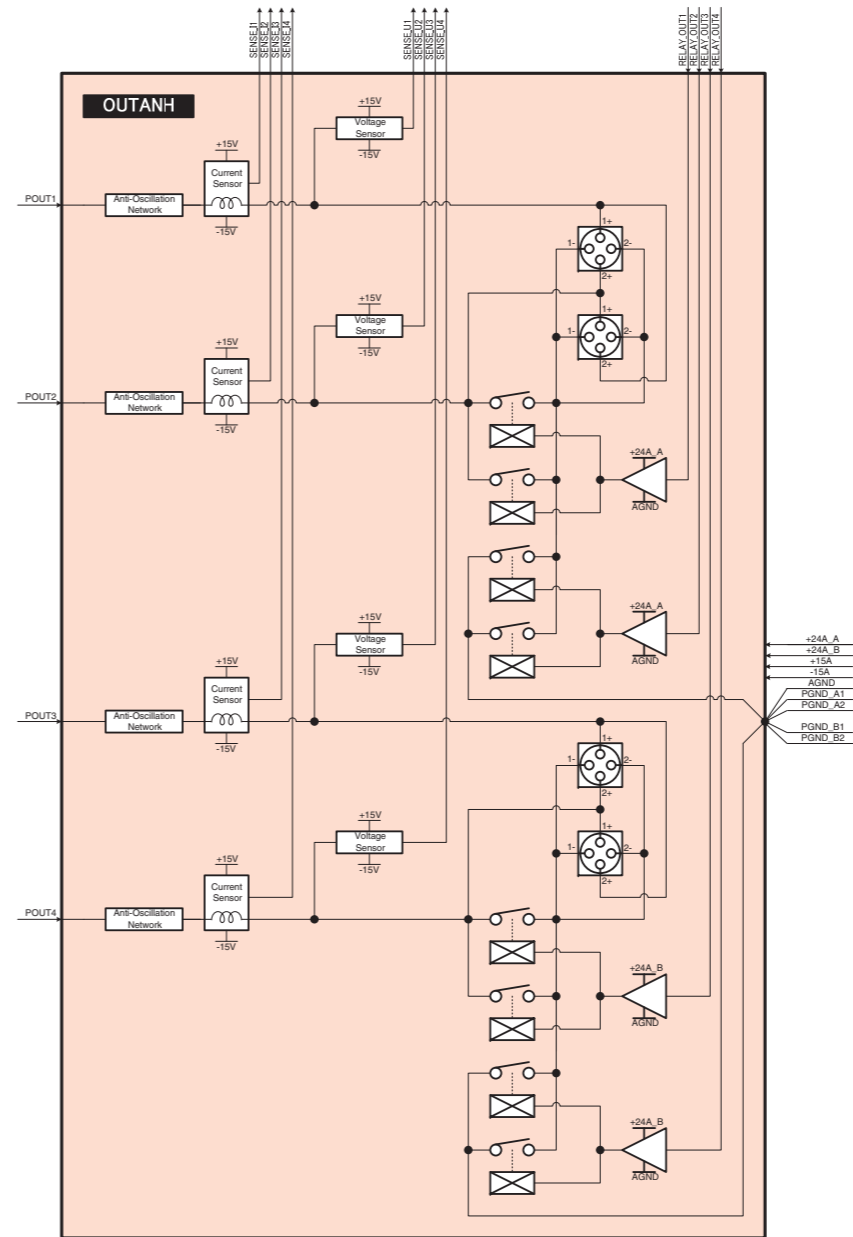 SENSE_I1
SENSE_I2
SENSE_I3
SENSE_I4
SENSE_U1
SENSE_U2
SENSE_U3
SENSE_U4
RELAY_OUT1
RELAY_OUT2
RELAY_OUT3
RELAY_OUT4
OUTANH
+15V
Voltage
Sensor
-15V
+15V
Current
Sensor
-15V
POUT1
Anti-Oscillation
Network
1+
1-
2-
2+
+15V
Voltage
Sensor
-15V
1+
1-
2-
2+
+15V
Current
Sensor
-15V
POUT2
Anti-Oscillation
Network
+24A_A
AGND
+24A_A
AGND
+15V
Voltage
Sensor
-15V
+24A_A
+24A_B
+15A
-15A
AGND
PGND_A1
PGND_A2
PGND_B1
PGND_B2
+15V
Current
Sensor
-15V
POUT3
Anti-Oscillation
Network
1+
1-
2-
2+
+15V
Voltage
Sensor
-15V
1+
1-
2-
2+
+15V
Current
Sensor
-15V
POUT4
Anti-Oscillation
Network
+24A_B
AGND
+24A_B
AGND